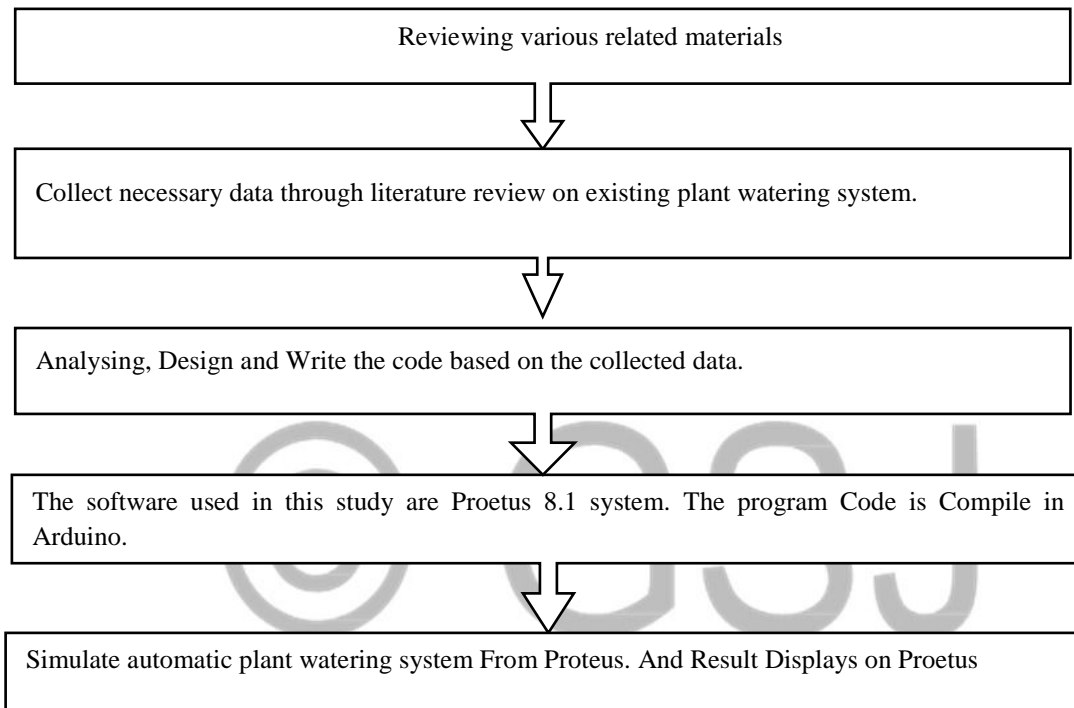 Reviewing various related materials
Collect necessary data through literature review on existing plant watering system.
Analysing, Design and Write the code based on the collected data.
© GSJ
The software used in this study are Proetus 8.1 system. The program Code is Compile in
Arduino.
Simulate automatic plant watering system From Proteus. And Result Displays on Proetus